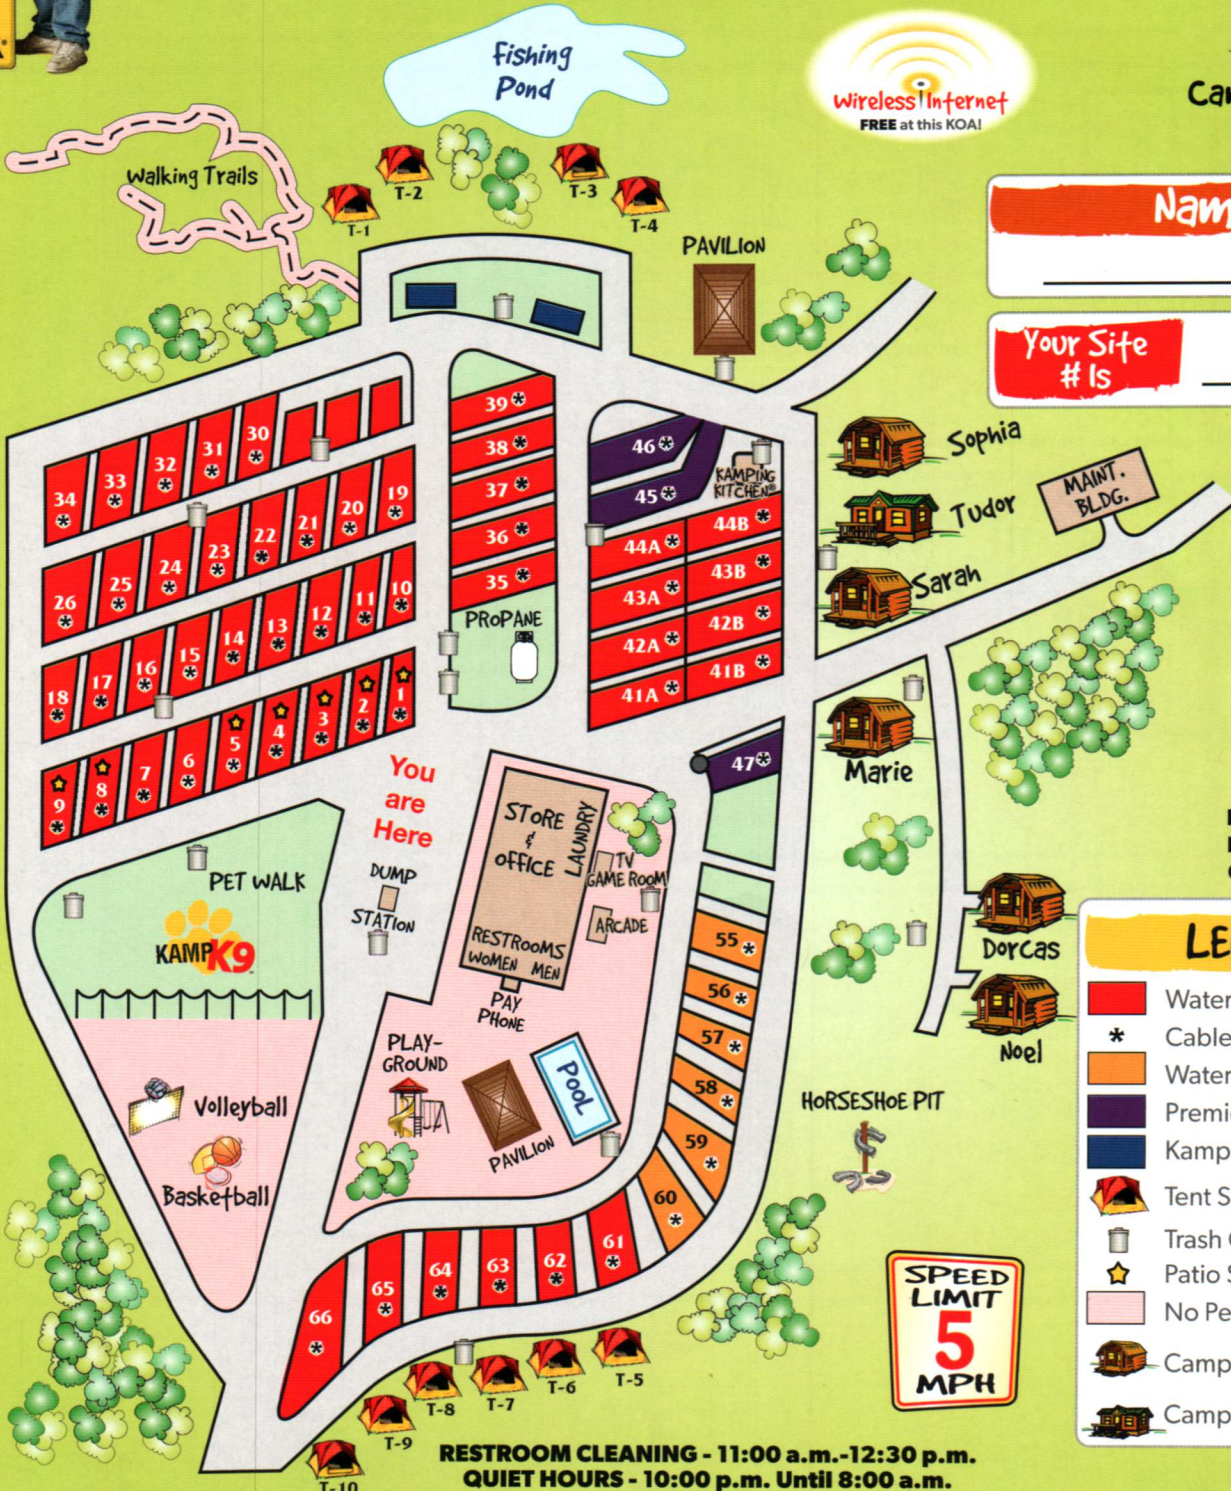 Fishing
Pond
Wireless Internet
FREE at this KOA!
Walking Trails
T-1
T-2
T-3
T-4
PAVILION
Your Site
# Is
39*
38*
37*
36*
35*
PROPANE
46*
45*
KAMPING
KITCHEN®
44A*
44B*
43A*
43B*
42A*
42B*
41A*
41B*
47*
34*
33*
32*
31*
30*
26*
25*
24*
23*
22*
21*
20*
19*
18*
17*
16*
15*
14*
13*
12*
11*
10*
9*
8*
7*
6*
5*
4*
3*
2*
1*
Sophia
Tudor
Sarah
Marie
Dorcas
Noel
MAINT.
BLDG.
You
are
Here
STORE
&
OFFICE
LAUNDRY
TV
GAME ROOM
ARCADE
RESTROOMS
WOMEN MEN
PAY
PHONE
DUMP
STATION
PET WALK
KAMP K9
PLAY-
GROUND
PAVILION
POOL
Volleyball
Basketball
55*
56*
57*
58*
59*
60*
61*
62*
63*
64*
65*
66*
HORSESHOE PIT
SPEED
LIMIT
5
MPH
T-5
T-6
T-7
T-8
T-9
T-10
Water
* Cable
Water
Kamp
Trash
Patio
No Pe
Camp
Camp
RESTROOM CLEANING - 11:00 a.m.-12:30 p.m.
QUIET HOURS - 10:00 p.m. Until 8:00 a.m.